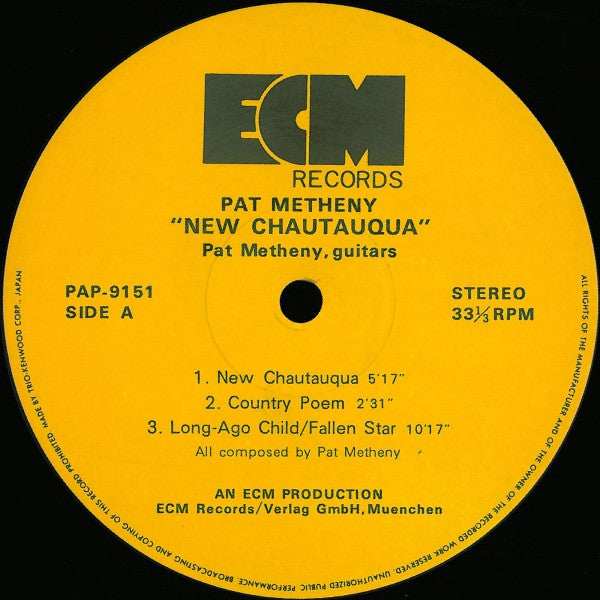 ECM
RECORDS
PAT METHENY
“NEW CHAUTAUQUA”
Pat Metheny, guitars
PAP-9151
SIDE A
STEREO
33⅓ RPM
1. New Chautauqua 5'17"
2. Country Poem 2'31"
3. Long-Ago Child/Fallen Star 10'17"
All composed by Pat Metheny
AN ECM PRODUCTION
ECM Records/Verlag GmbH, Muenchen
ALL RIGHTS OF THE MANUFACTURER AND OF THE OWNER OF THE RECORDED WORK RESERVED. UNAUTHORIZED PUBLIC PERFORMANCE, BROADCASTING AND COPYING OF THIS RECORD PROHIBITED. MADE BY TRIO-KENWOOD CORP., JAPAN